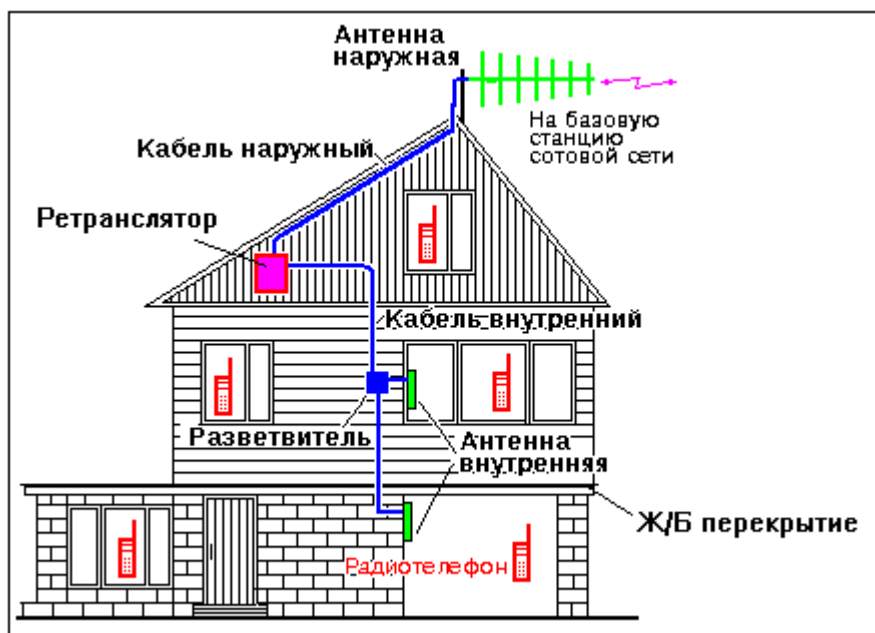 Антенна
наружная
На базовую
станцию
сотовой сети
Кабель наружный
Ретранслятор
Кабель внутренний
Разветвитель
Антенна
внутренняя
Ж/Б перекрытие
Радиотелефон